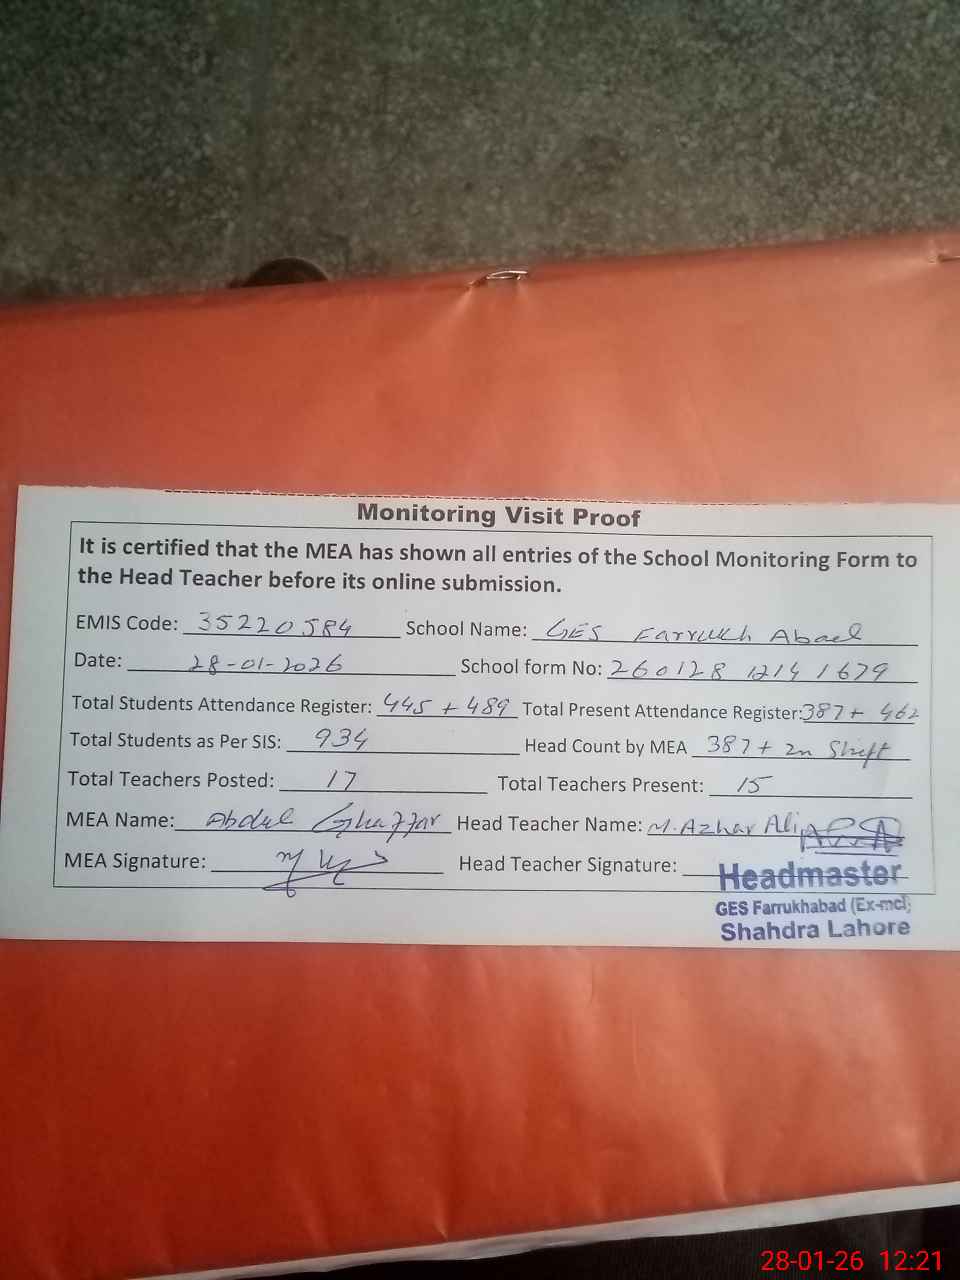 Monitoring Visit Proof
It is certified that the MEA has shown all entries of the School Monitoring Form to
the Head Teacher before its online submission.
EMIS Code: 35220584 School Name: GES Farrukh Abad
Date: 28-01-2026 School form No: 260128 1214 1679
Total Students Attendance Register: 445 + 489 Total Present Attendance Register: 387 + 462
Total Students as Per SIS: 934 Head Count by MEA 387 + 2n Shift
Total Teachers Posted: 17 Total Teachers Present: 15
MEA Name: Abdul Ghaffar Head Teacher Name: M. Azhar Ali
MEA Signature: Head Teacher Signature:
Headmaster
GES Farrukhabad (Ex-mcl)
Shahdra Lahore
28-01-26 12:21